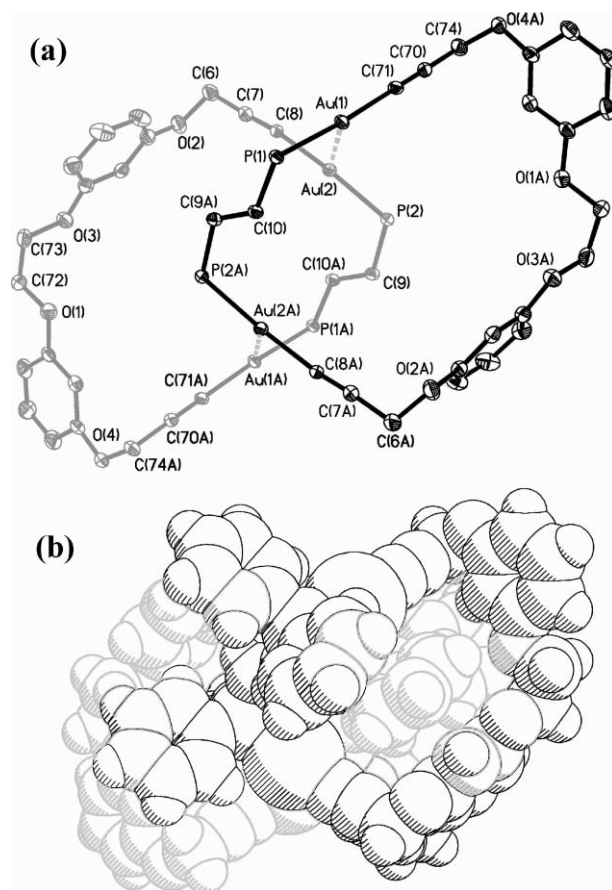 (a)
O(4A)
C(74)
C(70)
C(71)
C(6)
C(7)
C(8)
Au(1)
O(2)
P(1)
Au(2)
O(1A)
C(9A)
C(10)
P(2)
O(3)
C(73)
C(10A)
C(9)
O(3A)
C(72)
P(2A)
Au(2A)
P(1A)
O(1)
C(8A)
O(2A)
C(71A)
Au(1A)
C(7A)
C(6A)
O(4)
C(70A)
C(74A)
(b)